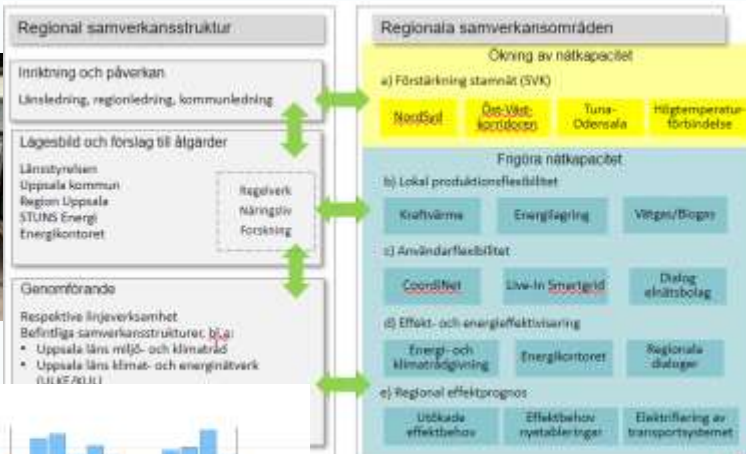 Regional samverkansstruktur
Inriktning och påverkan
Länsledning, regionledning, kommunledning
Lägesbild och förslag till åtgärder
Länsstyrelsen
Uppsala kommun
Region Uppsala
STUNS Energi
Energikontoret
Regelverk
Näringsliv
Forskning
Genomförande
Respektive linjeverksamhet
Befintliga samverkansstrukturer, bl.a:
• Uppsala läns miljö- och klimatråd
• Uppsala läns klimat- och energinätverk
(ULKE/KUL)
Regionala samverkansområden
Ökning av nätkapacitet
a) Förstärkning stamnät (SVK)
NordSyd
Öst-Väst-
korridoren
Tuna-
Odensala
Högtemperatur-
förbindelse
Frigöra nätkapacitet
b) Lokal produktionsflexibilitet
Kraftvärme
Energilagring
Vätgas/Biogas
c) Användarflexibilitet
CoordiNet
Live-In Smartgrid
Dialog
elnätsbolag
d) Effekt- och energieffektivisering
Energi- och
klimatrådgivning
Energikontoret
Regionala
dialoger
e) Regional effektprognos
Utökade
effektbehov
Effektbehov
nyetableringar
Elektrifiering av
transportsystemet